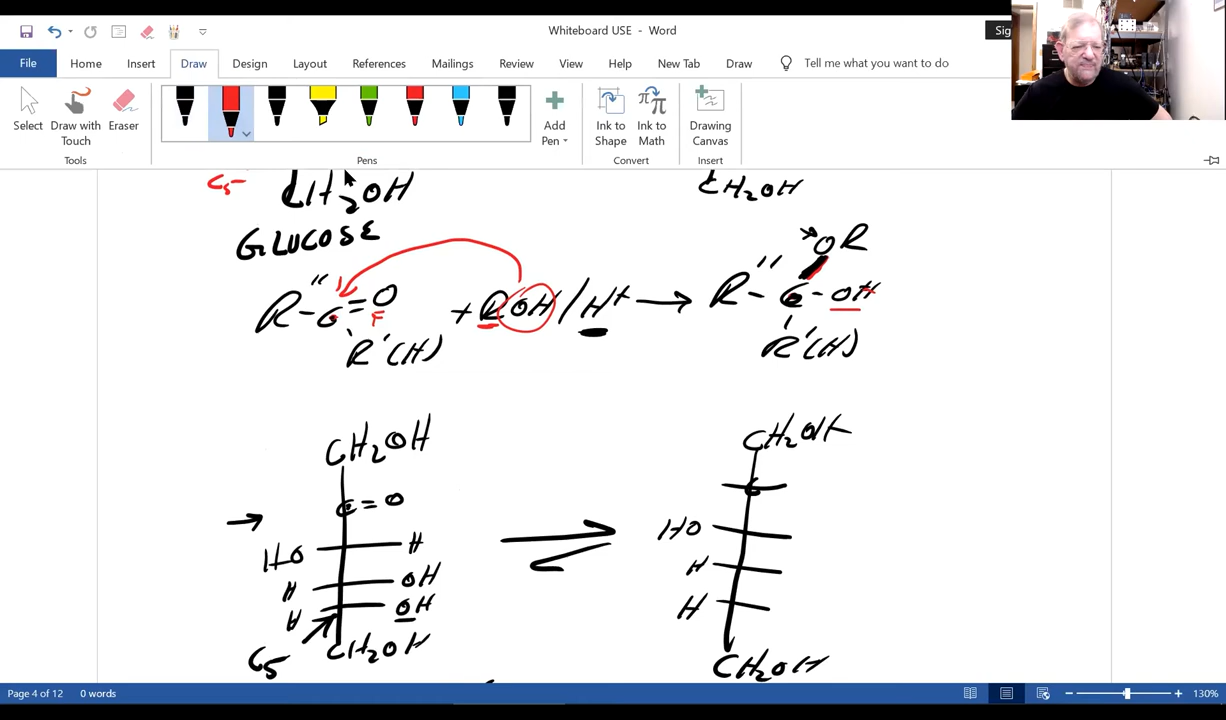 Whiteboard USE - Word
Sig
File Home Insert Draw Design Layout References Mailings Review View Help New Tab Draw Tell me what you want to do
Select
Draw with Touch
Eraser
Add Pen
Ink to Shape
Ink to Math
Drawing Canvas
Tools
Pens
Convert
Insert
C5-
CH2OH
CH2OH
GLUCOSE
OR
R''-C=O + ROH/H+ → R''-C-OH
R'(H)
R'(H)
CH2OH
CH2OH
C=O
C
HO H
HO
H OH
H
H OH
H
C5
CH2OH
CH2OH
Page 4 of 12 0 words
130%